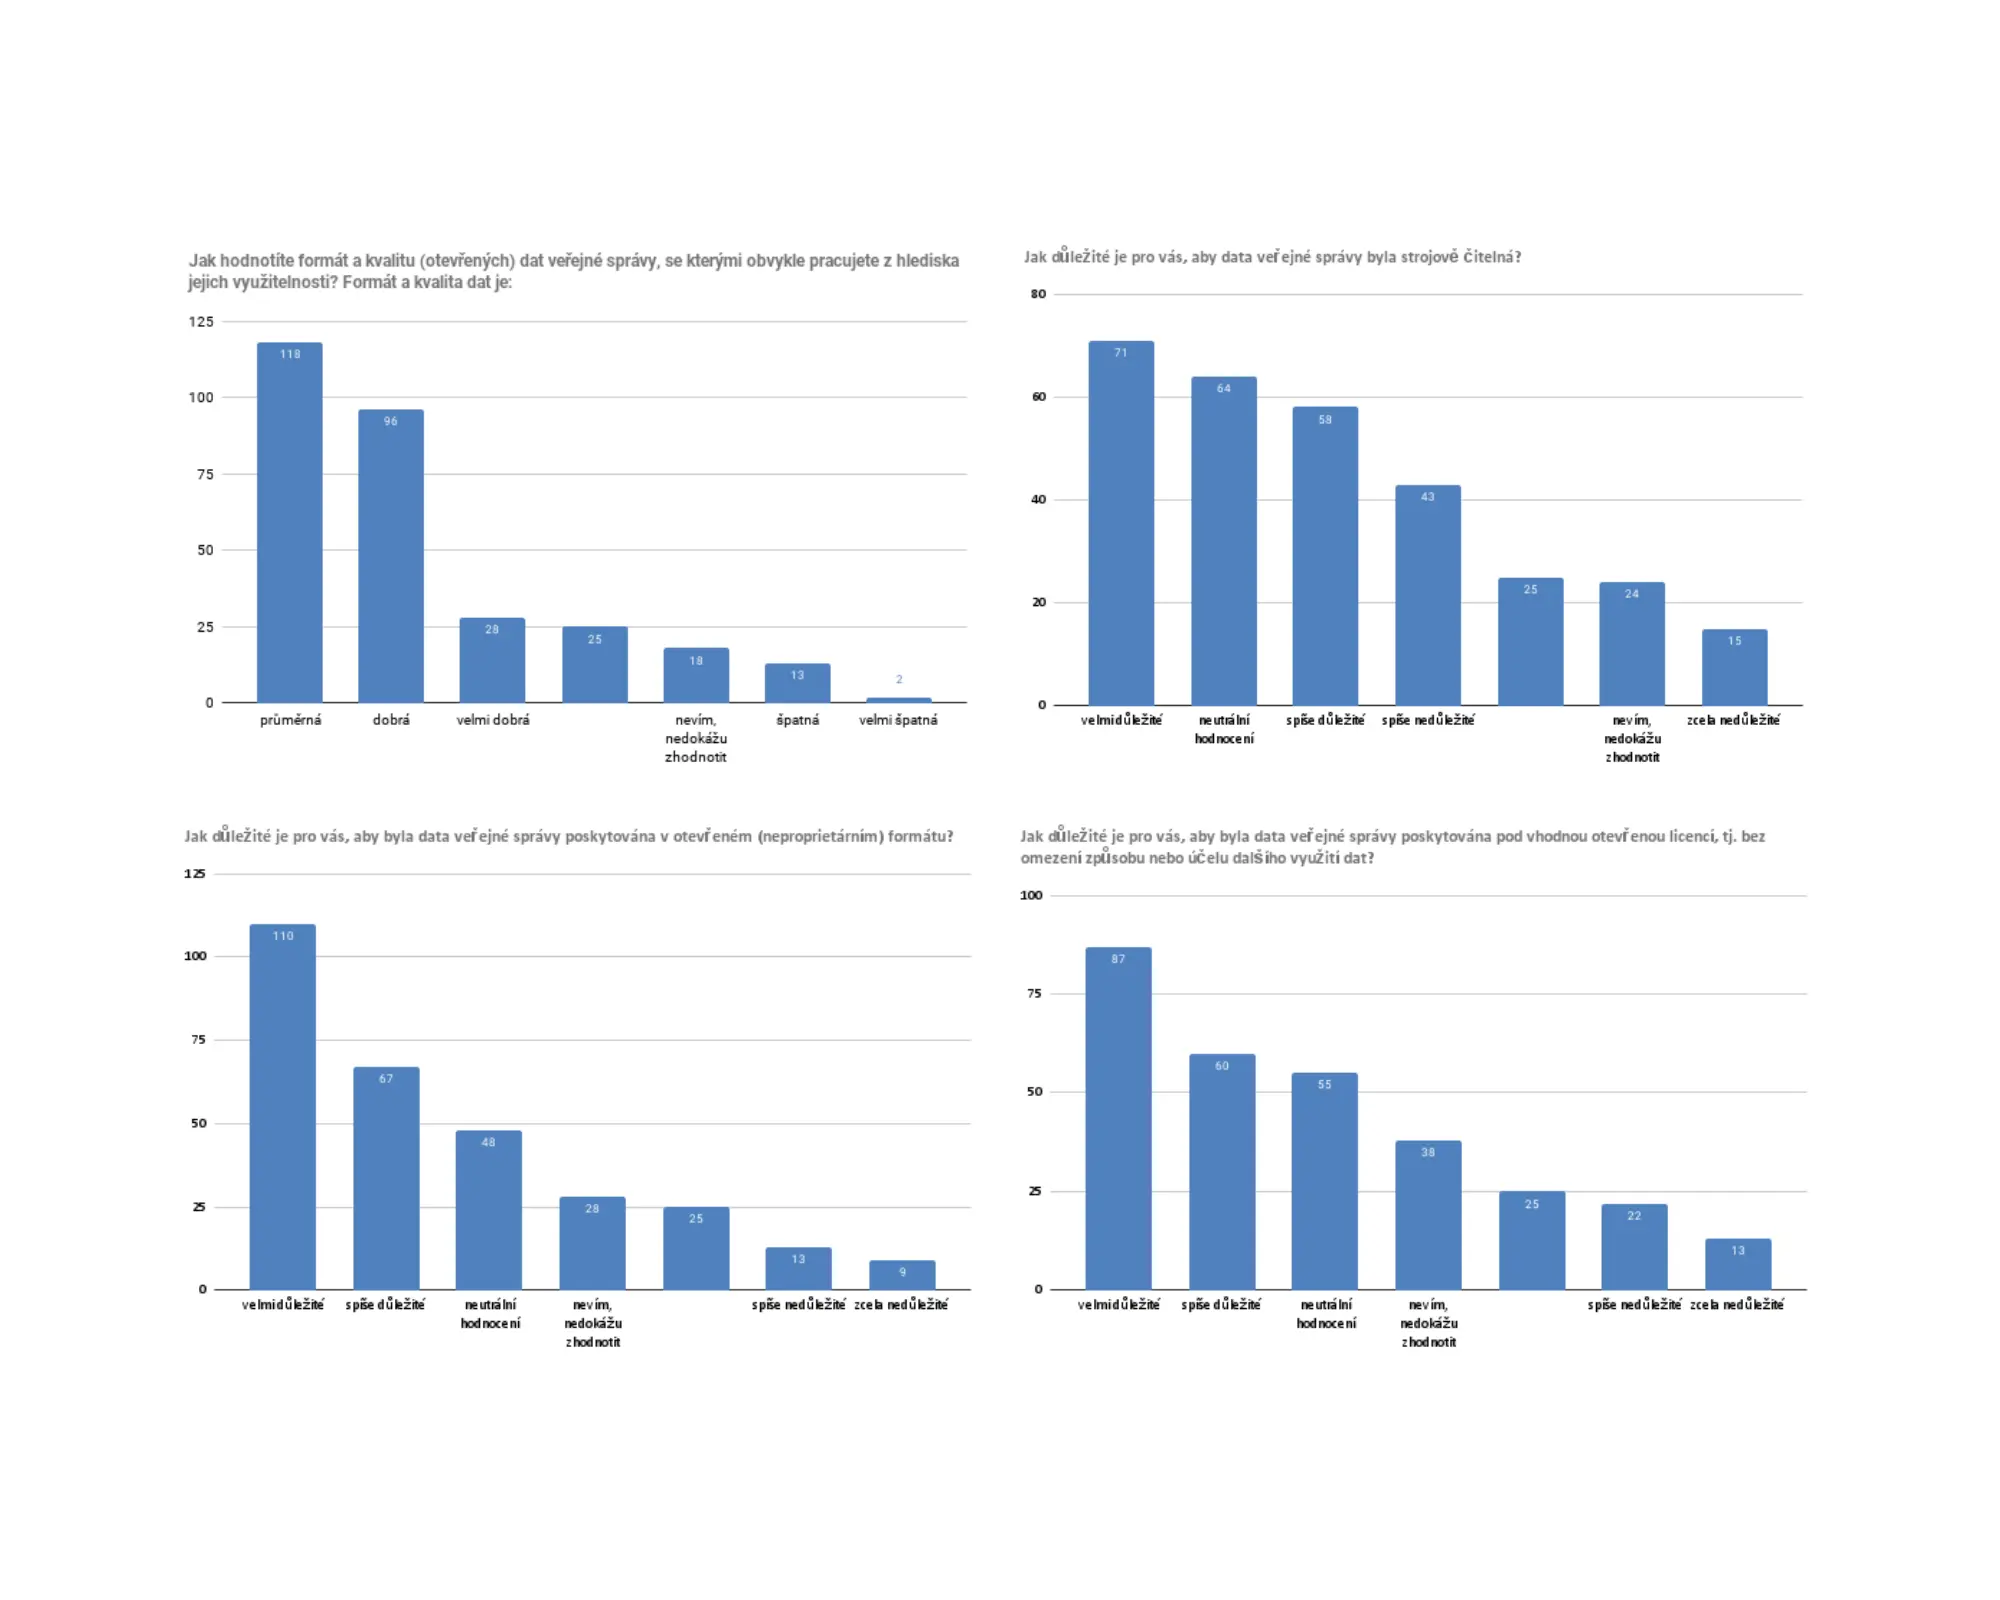 Jak hodnotíte formát a kvalitu (otevřených) dat veřejné správy, se kterými obvykle pracujete z hlediska
jejich využitelnosti? Formát a kvalita dat je:
125
100
75
50
25
0
118
96
28
25
18
13
2
průměrná
dobrá
velmi dobrá
nevím,
nedokážu
zhodnotit
špatná
velmi špatná
Jak důležité je pro vás, aby data veřejné správy byla strojově čitelná?
80
60
40
20
0
71
64
58
43
25
24
15
velmi důležité
neutrální
hodnocení
spíše důležité
spíše nedůležité
nevím,
nedokážu
zhodnotit
zcela nedůležité
Jak důležité je pro vás, aby byla data veřejné správy poskytována v otevřeném (neproprietárním) formátu?
125
100
75
50
25
0
110
67
48
28
25
13
9
velmi důležité
spíše důležité
neutrální
hodnocení
nevím,
nedokážu
zhodnotit
spíše nedůležité
zcela nedůležité
Jak důležité je pro vás, aby byla data veřejné správy poskytována pod vhodnou otevřenou licencí, tj. bez
omezení způsobu nebo účelu dalšího využití dat?
100
75
50
25
0
87
60
55
38
25
22
13
velmi důležité
spíše důležité
neutrální
hodnocení
nevím,
nedokážu
zhodnotit
spíše nedůležité
zcela nedůležité